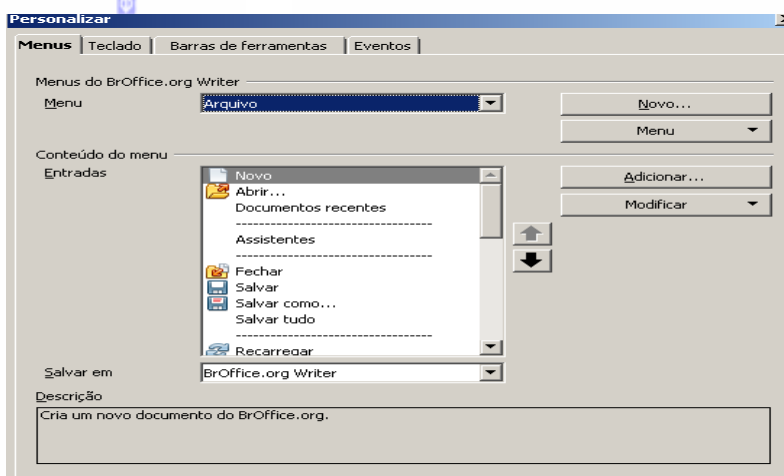 Personalizar
Menus Teclado Barras de ferramentas Eventos
Menus do BrOffice.org Writer
Menu Arquivo Novo...
Menu
Conteúdo do menu
Entradas Novo Adicionar...
Abrir... Modificar
Documentos recentes
----------------------------------
Assistentes
----------------------------------
Fechar
Salvar
Salvar como...
Salvar tudo
----------------------------------
Recarregar
Salvar em BrOffice.org Writer
Descrição
Cria um novo documento do BrOffice.org.